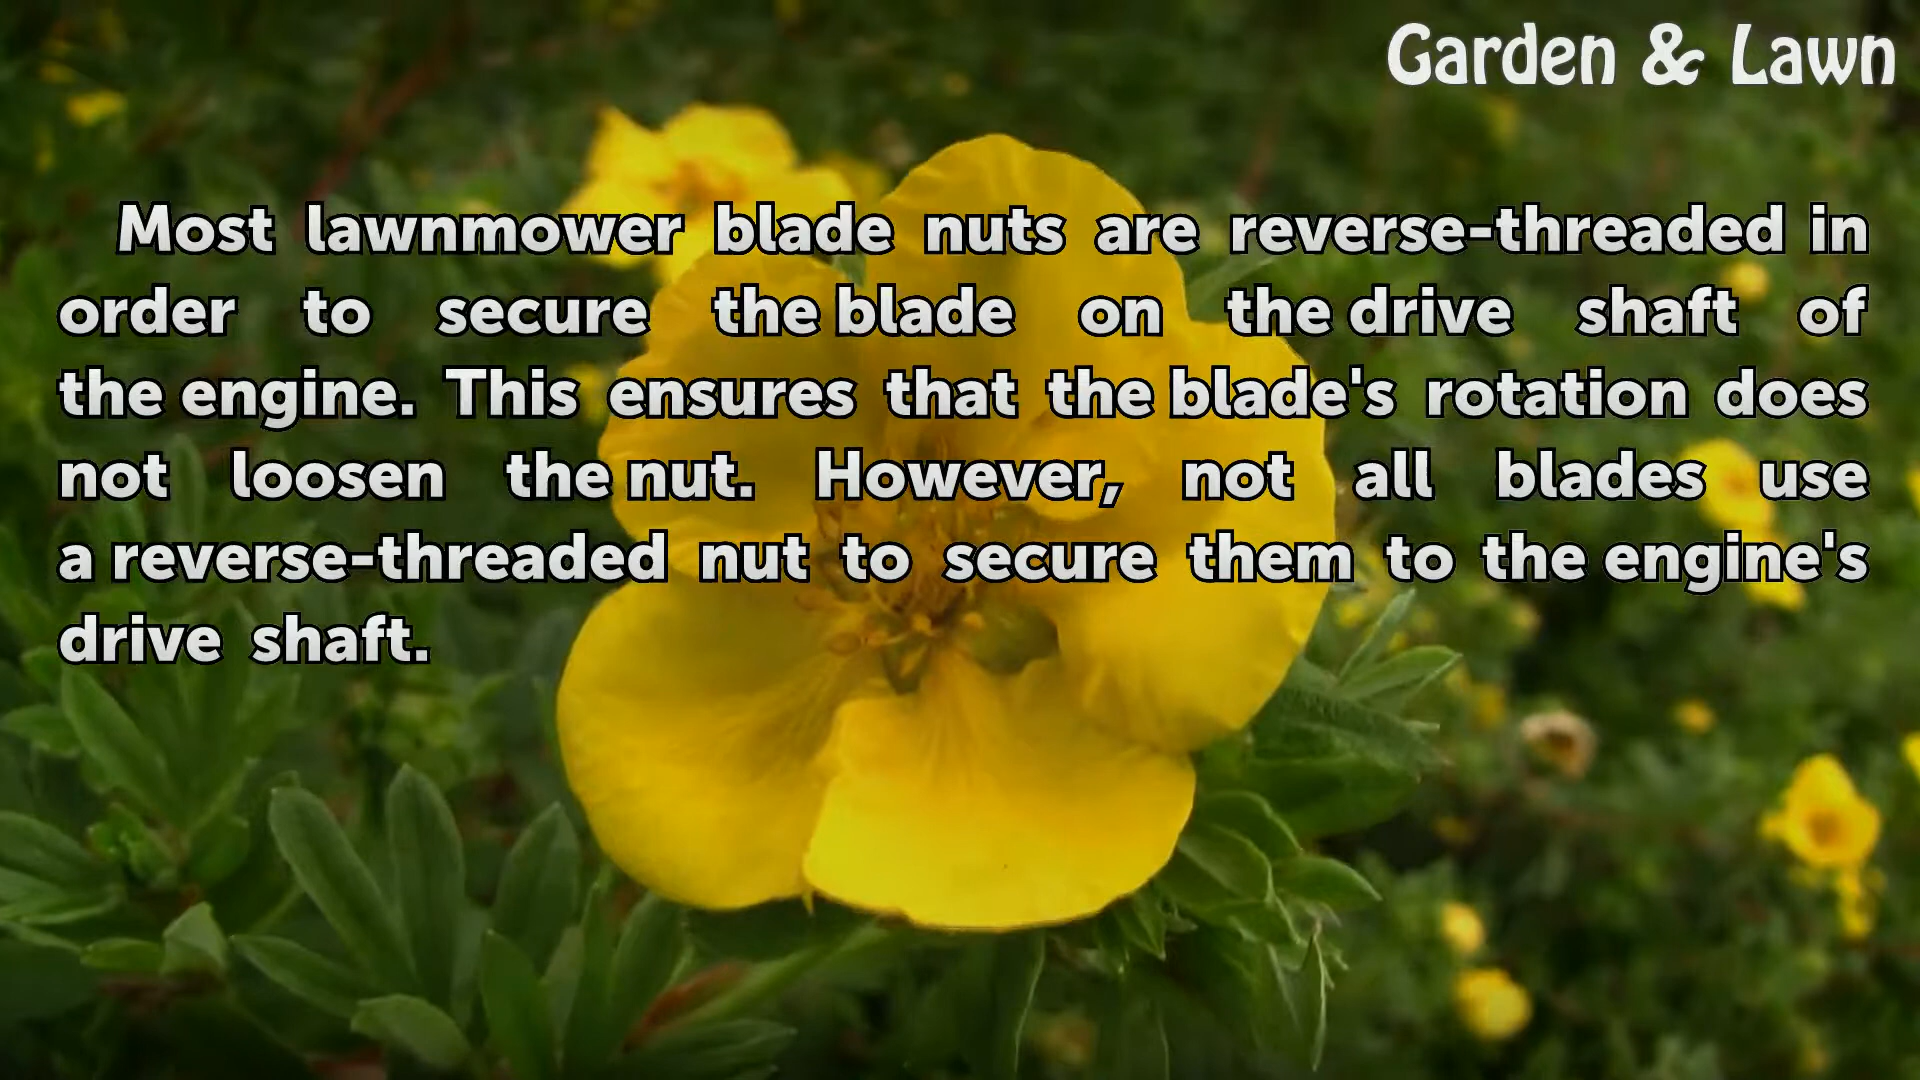 Garden & Lawn
Most lawnmower blade nuts are reverse-threaded in
order to secure the blade on the drive shaft of
the engine. This ensures that the blade's rotation does
not loosen the nut. However, not all blades use
a reverse-threaded nut to secure them to the engine's
drive shaft.